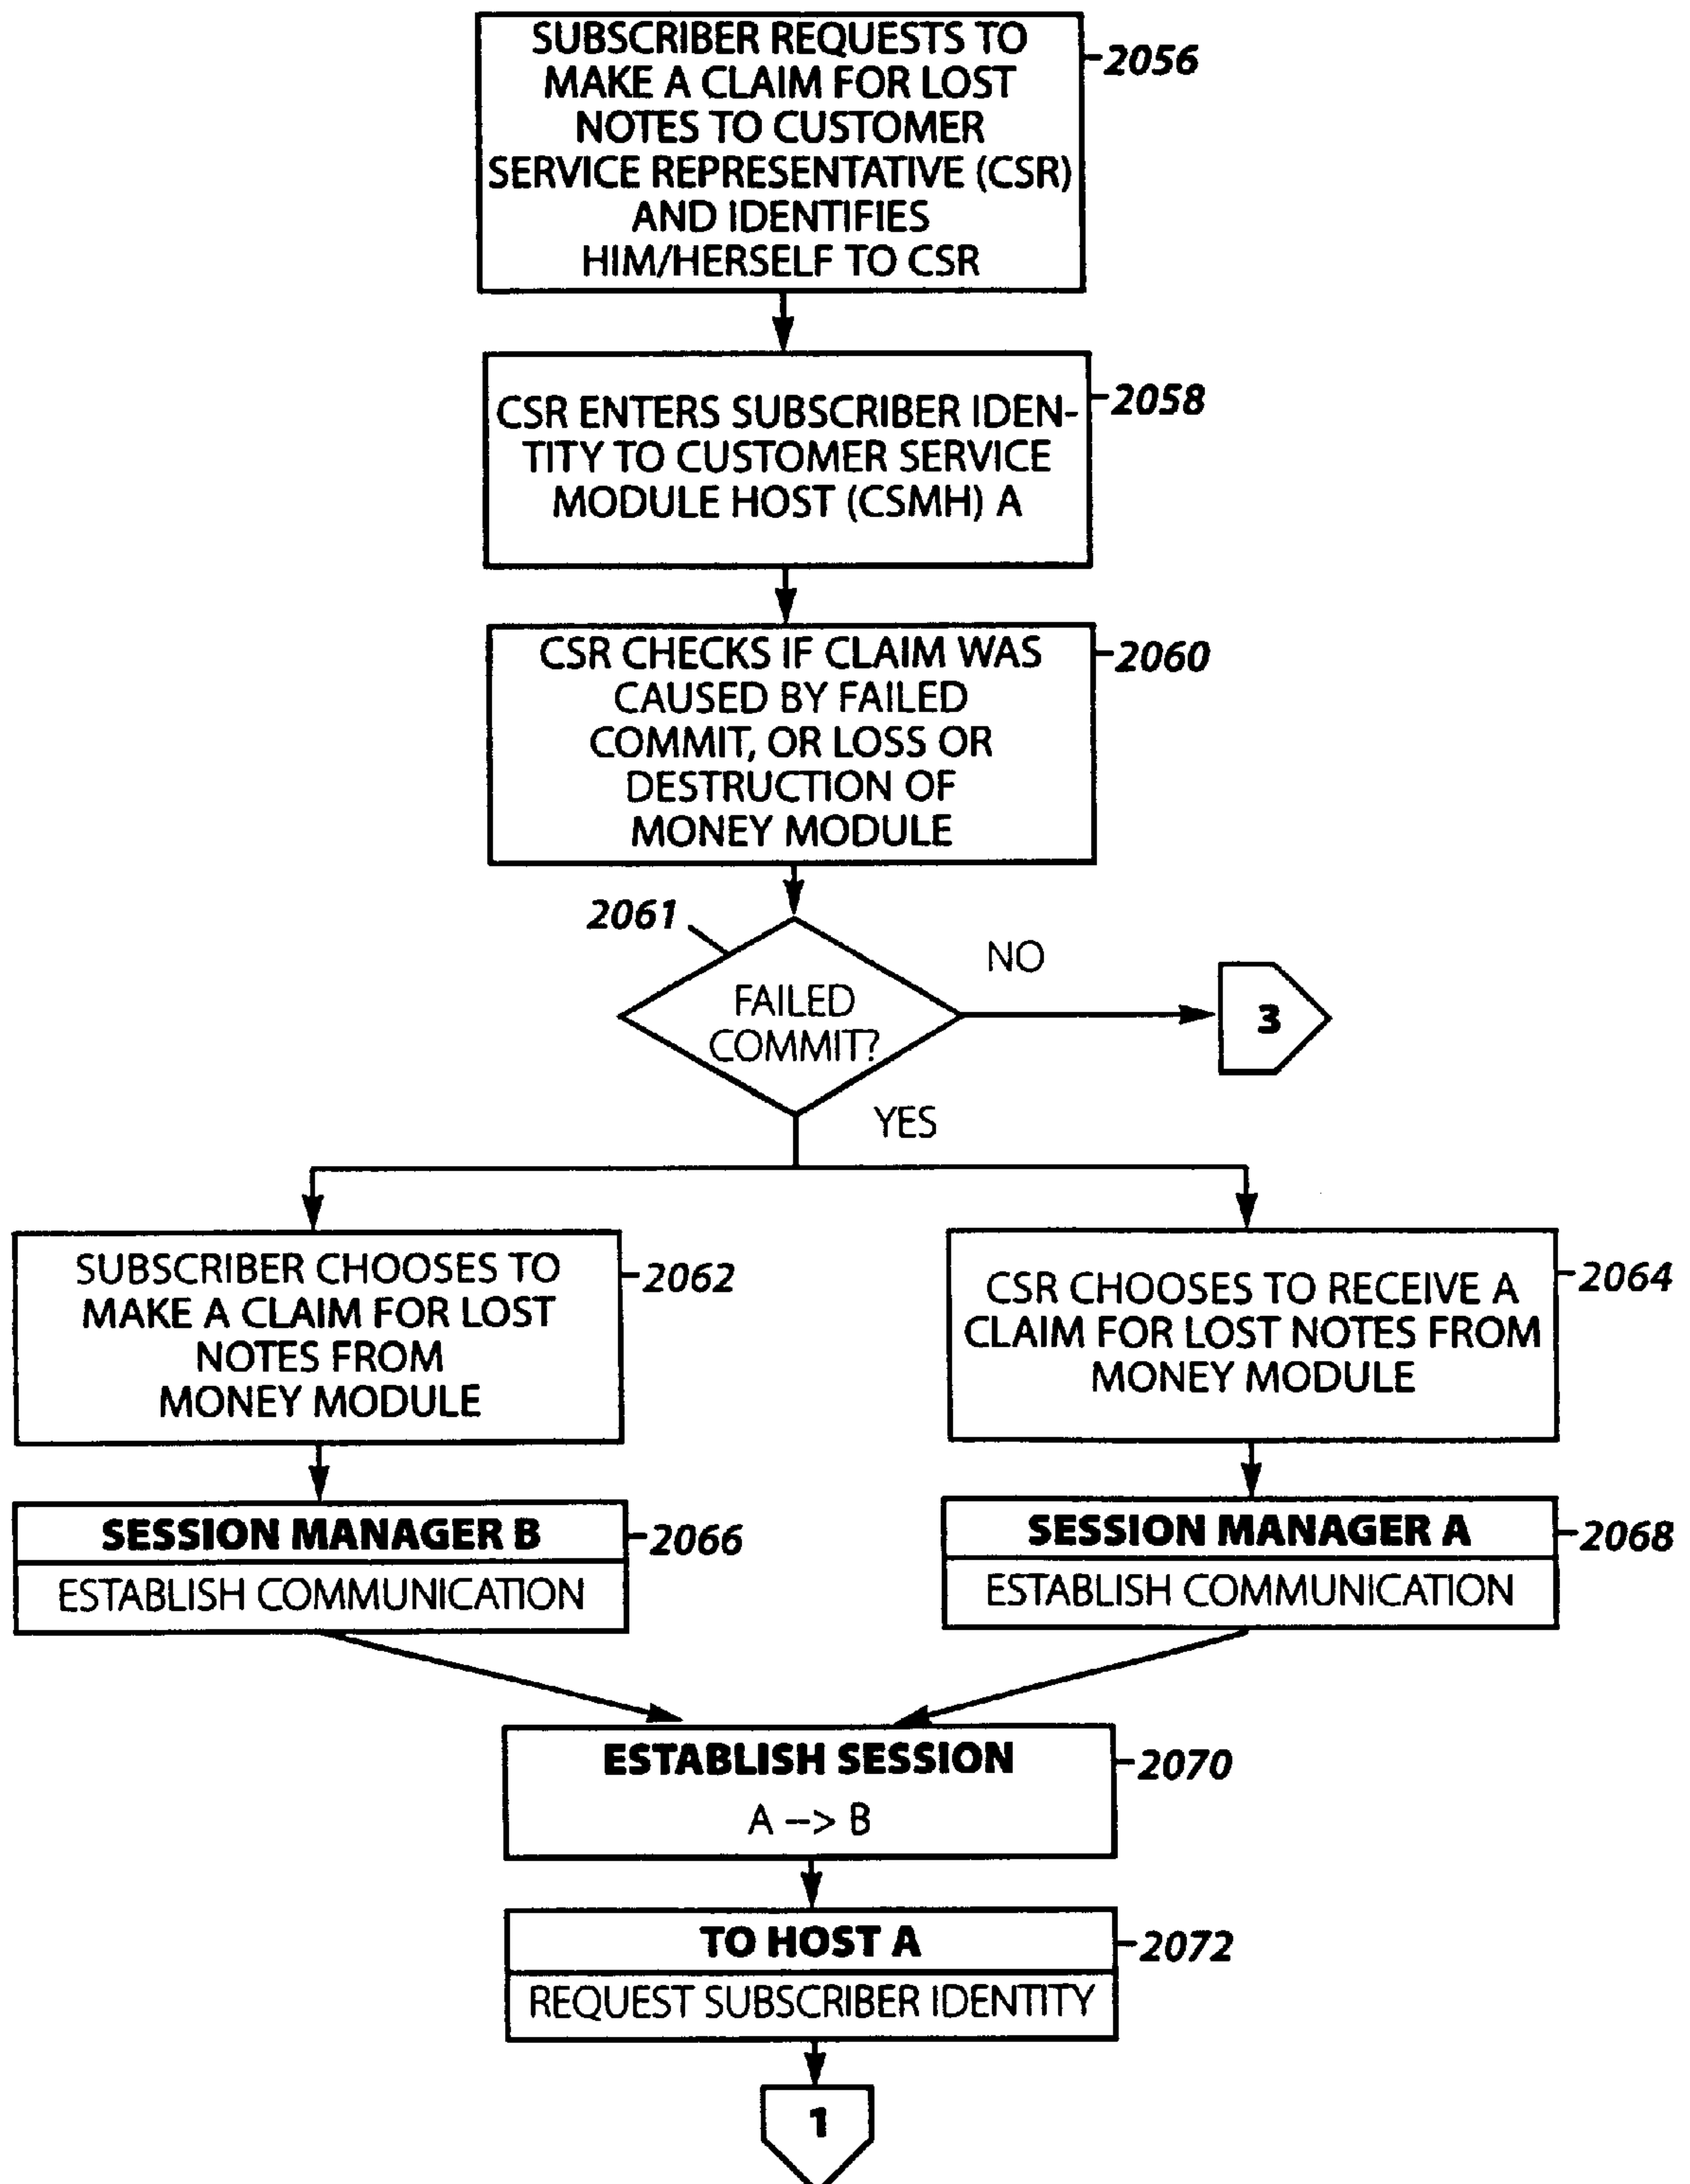 SUBSCRIBER REQUESTS TO
MAKE A CLAIM FOR LOST
NOTES TO CUSTOMER
SERVICE REPRESENTATIVE (CSR)
AND IDENTIFIES
HIM/HERSELF TO CSR
2056
CSR ENTERS SUBSCRIBER IDEN-
TITY TO CUSTOMER SERVICE
MODULE HOST (CSMH) A
2058
CSR CHECKS IF CLAIM WAS
CAUSED BY FAILED
COMMIT, OR LOSS OR
DESTRUCTION OF
MONEY MODULE
2060
2061
FAILED
COMMIT?
NO
3
YES
SUBSCRIBER CHOOSES TO
MAKE A CLAIM FOR LOST
NOTES FROM
MONEY MODULE
2062
CSR CHOOSES TO RECEIVE A
CLAIM FOR LOST NOTES FROM
MONEY MODULE
2064
SESSION MANAGER B
2066
ESTABLISH COMMUNICATION
SESSION MANAGER A
2068
ESTABLISH COMMUNICATION
ESTABLISH SESSION
2070
A --> B
TO HOST A
2072
REQUEST SUBSCRIBER IDENTITY
1